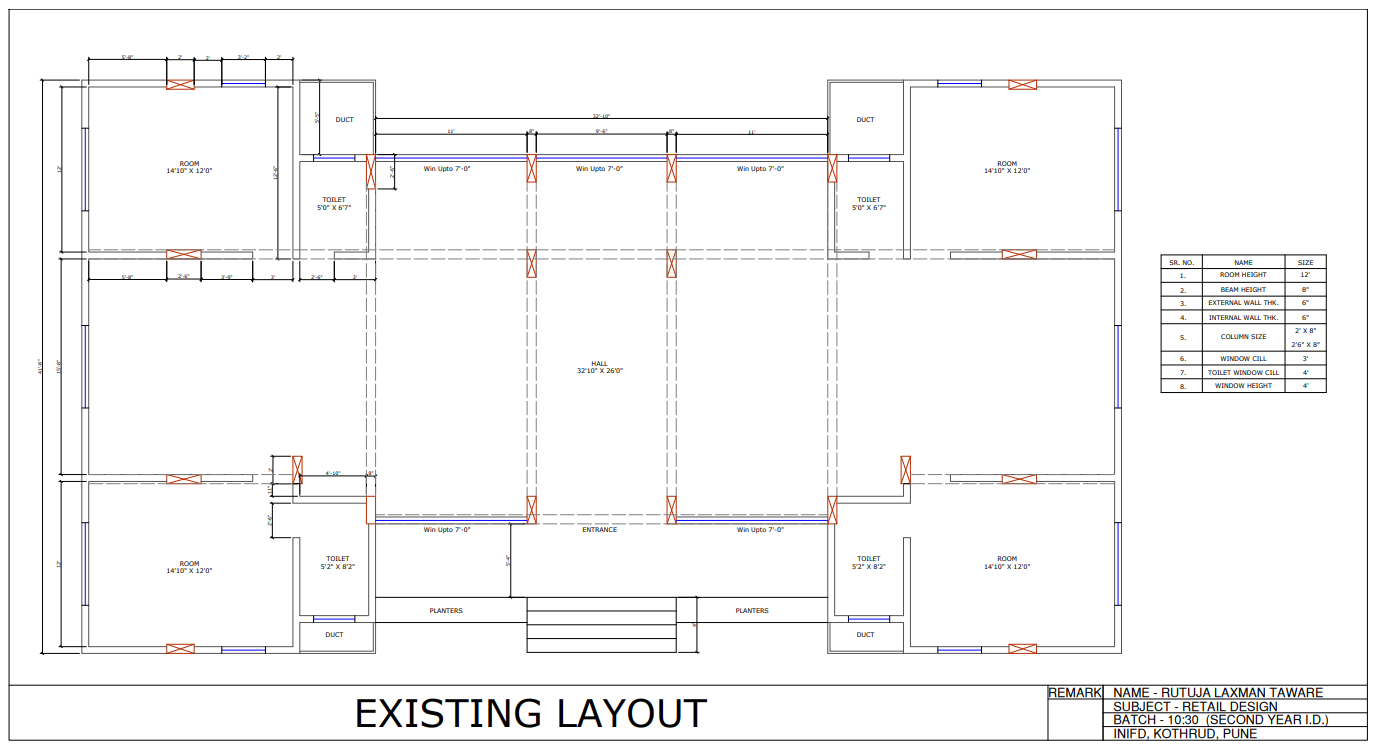 5'-8" 2' 2' 3'-2" 2'
DUCT DUCT
5'-5"
32'-10"
11' 8" 9'-6" 8" 11'
Win Upto 7'-0" Win Upto 7'-0" Win Upto 7'-0"
ROOM ROOM
14'10" X 12'0" 14'10" X 12'0"
12' 12'-6" 2'-6"
TOILET TOILET
5'0" X 6'7" 5'0" X 6'7"
5'-8" 2'-6" 3'-9" 3' 2'-6" 3'
SR. NO. NAME SIZE
1. ROOM HEIGHT 12'
2. BEAM HEIGHT 8"
3. EXTERNAL WALL THK. 6"
4. INTERNAL WALL THK. 6"
5. COLUMN SIZE 2' X 8"
2'6" X 8"
6. WINDOW CILL 3'
7. TOILET WINDOW CILL 4'
8. WINDOW HEIGHT 4'
41'-8" 15'-8"
HALL
32'10" X 26'0"
2' 4'-10" 8"
11"
2'-6"
Win Upto 7'-0" ENTRANCE Win Upto 7'-0"
TOILET TOILET
5'2" X 8'2" 5'2" X 8'2"
ROOM ROOM
14'10" X 12'0" 14'10" X 12'0"
12' 5'-4"
PLANTERS PLANTERS
4'
DUCT DUCT
EXISTING LAYOUT
REMARK
NAME - RUTUJA LAXMAN TAWARE
SUBJECT - RETAIL DESIGN
BATCH - 10:30 (SECOND YEAR I.D.)
INIFD, KOTHRUD, PUNE